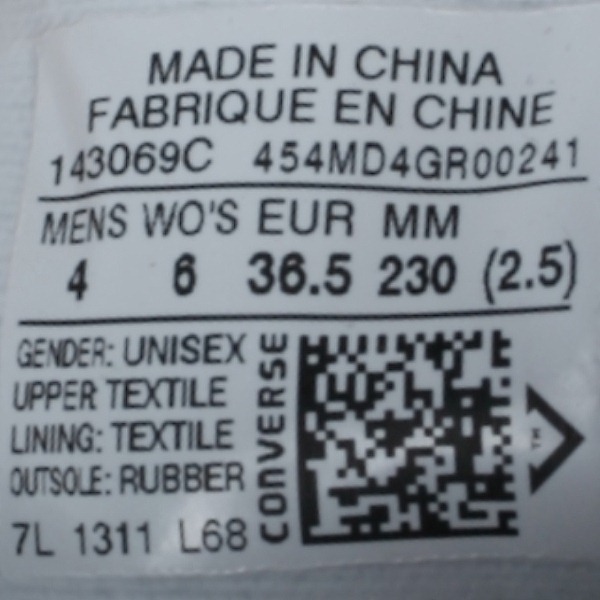 MADE IN CHINA
FABRIQUE EN CHINE
143069C 454MD4GR00241
MENS WO'S EUR MM
4 6 36.5 230 (2.5)
GENDER: UNISEX
UPPER TEXTILE
LINING: TEXTILE
OUTSOLE: RUBBER
7L 1311 L68
CONVERSE
TM